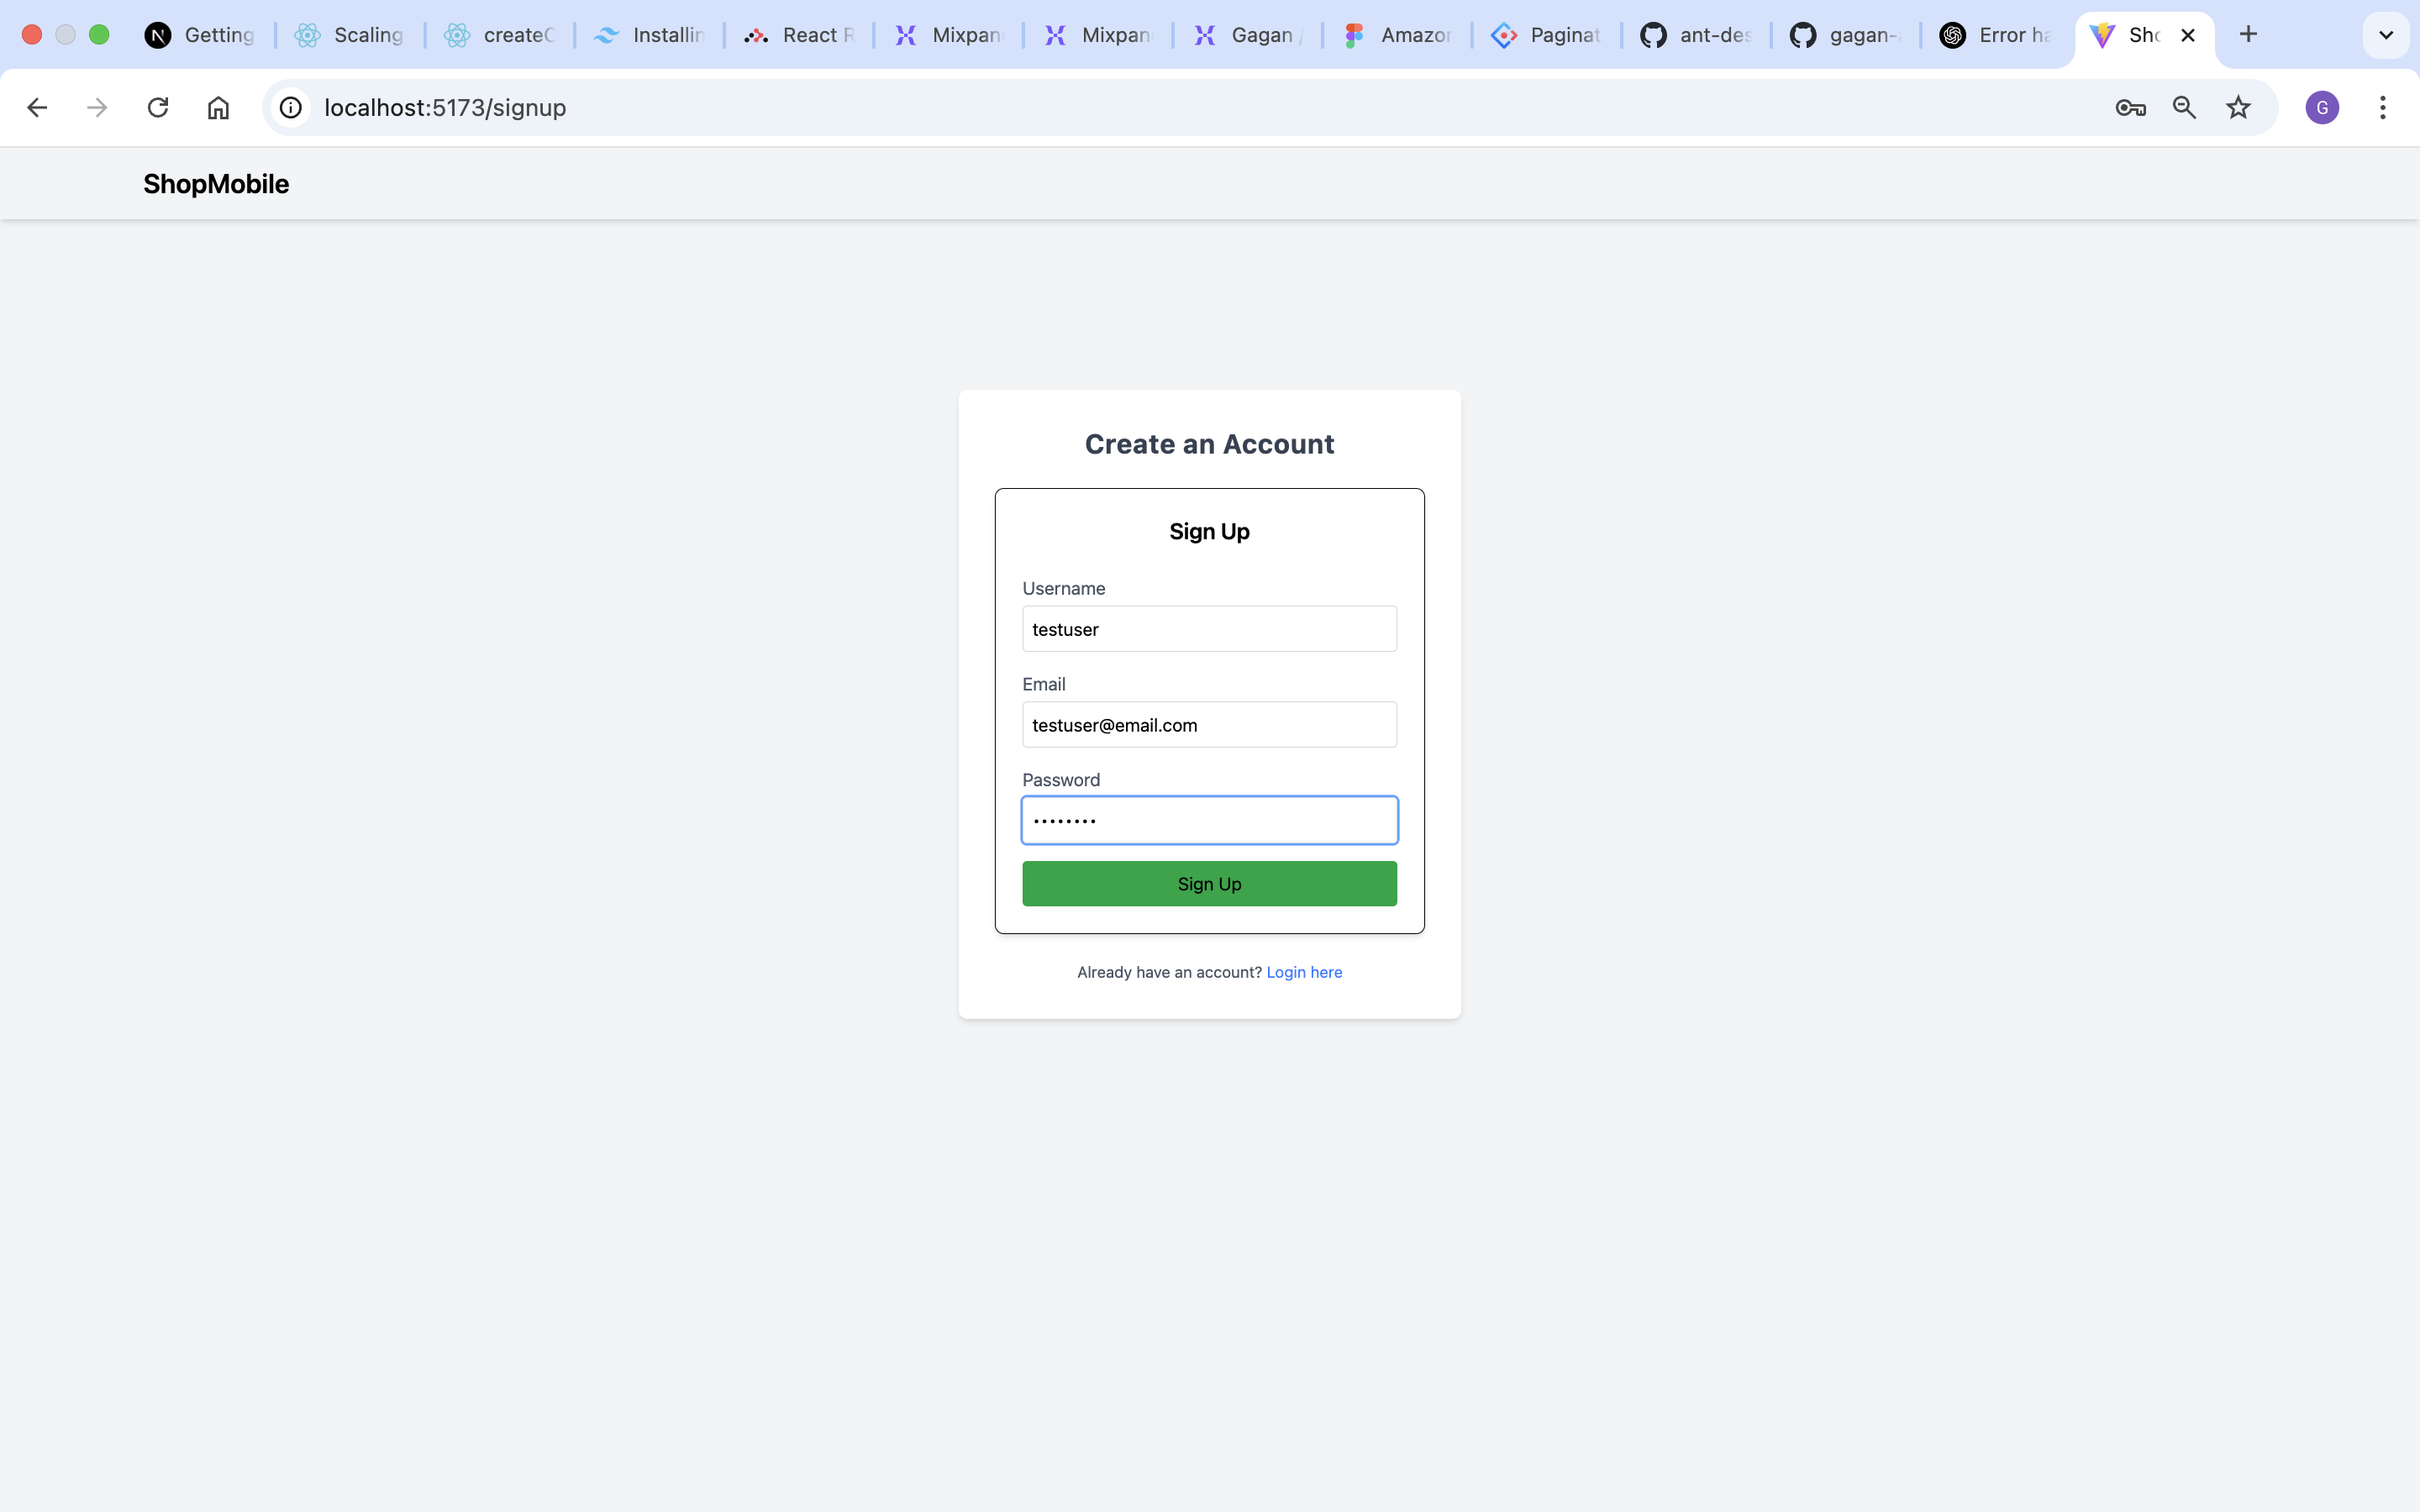 Getting
Scaling
createC
Installin
React R
Mixpan
Mixpan
Gagan /
Amazon
Paginat
ant-des
gagan-
Error ha
Sho
localhost:5173/signup
G
ShopMobile
Create an Account
Sign Up
Username
testuser
Email
testuser@email.com
Password
••••••••
Sign Up
Already have an account? Login here